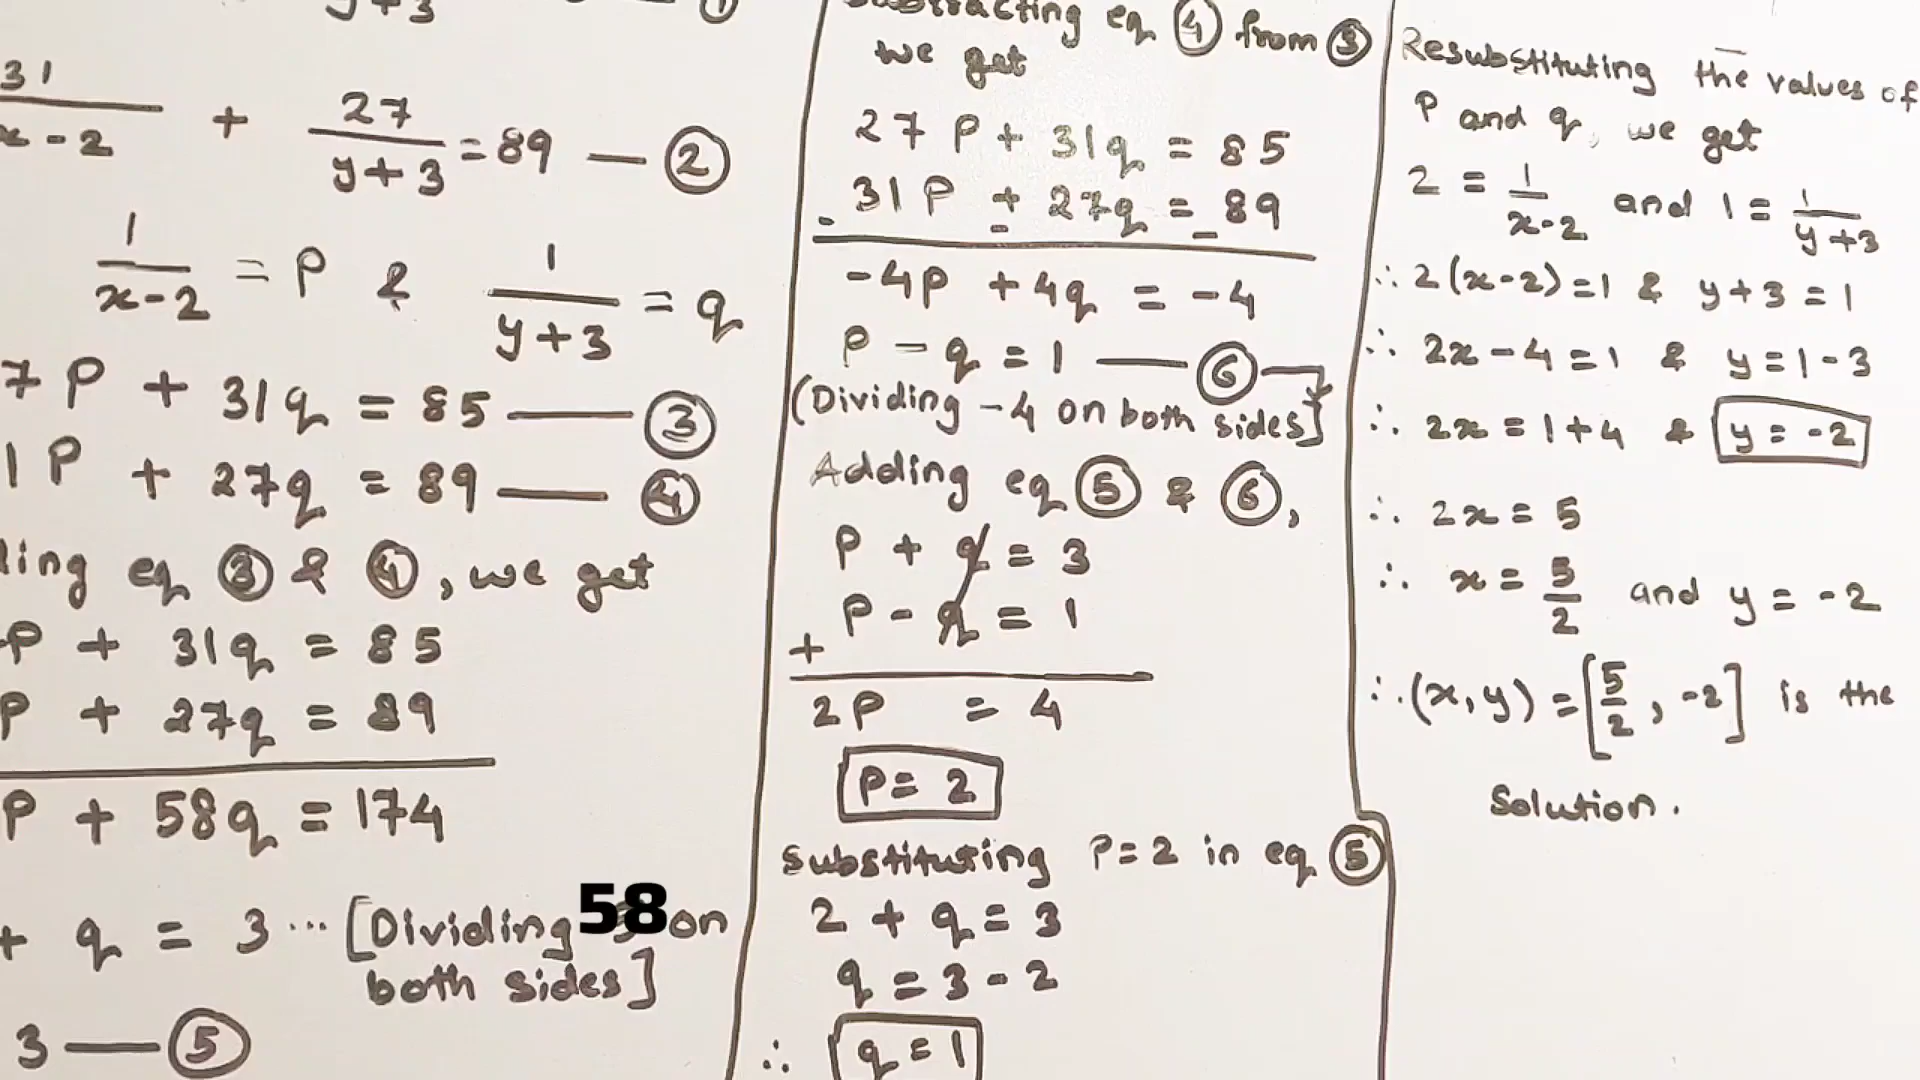 y+3 ①
31/x-2 + 27/y+3 = 89 — ②
1/x-2 = P & 1/y+3 = q
7P + 31q = 85 — ③
1P + 27q = 89 — ④
ling eq ③ & ④, we get
P + 31q = 85
P + 27q = 89
P + 58q = 174
+ q = 3 ... [Dividing 58 on
both sides]
3 — ⑤
Subtracting eq ④ from ③
we get
27P + 31q = 85
31P + 27q = 89
- - -
-4P + 4q = -4
P - q = 1 — ⑥
(Dividing -4 on both sides]
Adding eq ⑤ & ⑥,
P + q = 3
P - q = 1
+
2P = 4
P = 2
Substituting P=2 in eq ⑤
2 + q = 3
q = 3 - 2
∴ q = 1
Resubstituting the values of
P and q, we get
2 = 1/x-2 and 1 = 1/y+3
∴ 2(x-2)=1 & y+3=1
∴ 2x-4=1 & y=1-3
∴ 2x=1+4 & y=-2
∴ 2x=5
∴ x=5/2 and y=-2
∴ (x,y)=[5/2, -2] is the
Solution.